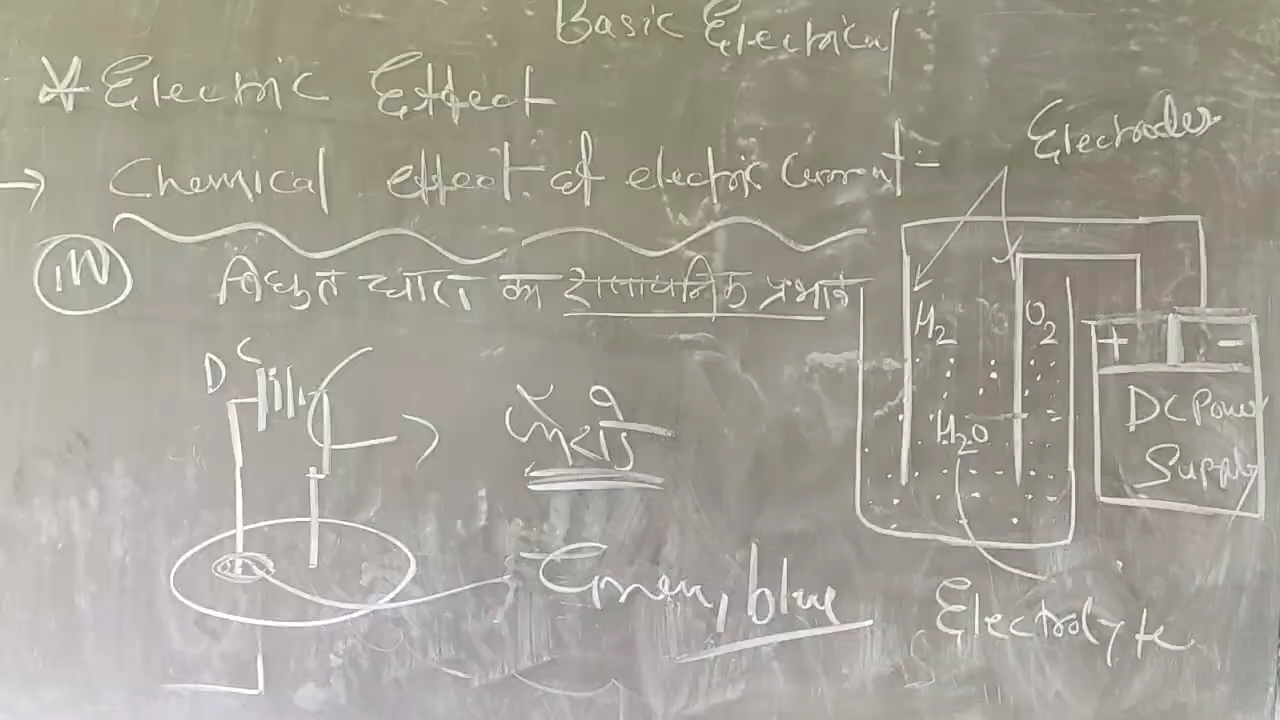 Basic Electrical
* Electric Effect
→ Chemical effect of electric Current :-
IIV
विधुत धारा का रासायनिक प्रभाव
Electrodes
H2
O2
H2O
+
-
DC Power
Supply
Electrolyte
DC
Green, blue